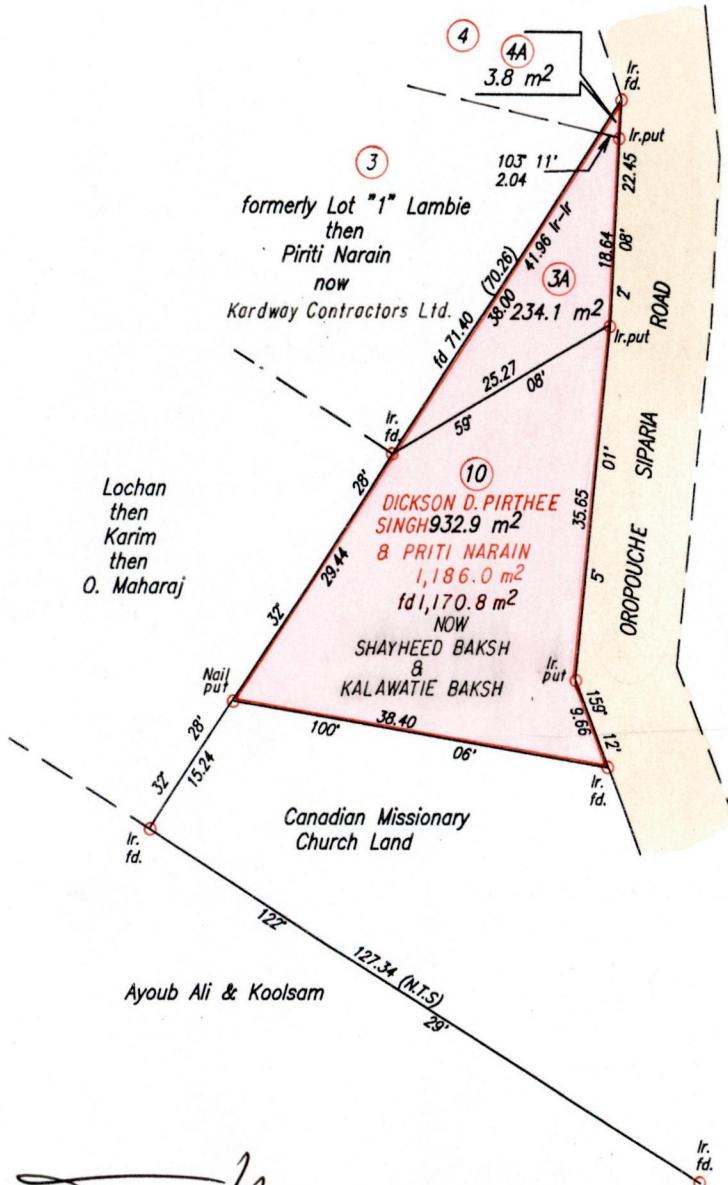 4
4A
3.8 m²
Ir.
fd.
Ir.put
103° 11'
2.04
22.45
08'
18.64
2°
3
formerly Lot "1" Lambie
then
Piriti Narain
now
Kardway Contractors Ltd.
(70.26)
41.96 Ir-Ir
fd 71.40
38.00
3A
234.1 m²
Ir.put
ROAD
25.27
59° 08'
Ir.
fd.
28'
29.44
32°
01'
35.65
5°
SIPARIA
OROPOUCHE
10
DICKSON D. PIRTHEE
SINGH 932.9 m²
& PRITI NARAIN
1,186.0 m²
fd 1,170.8 m²
NOW
SHAYHEED BAKSH
&
KALAWATIE BAKSH
Lochan
then
Karim
then
O. Maharaj
Nail
put
Ir.
put
159° 12'
9.66
38.40
100° 06'
Ir.
fd.
28'
15.24
32°
Ir.
fd.
Canadian Missionary
Church Land
122°
127.34 (N.T.S)
29'
Ayoub Ali & Koolsam
Ir.
fd.